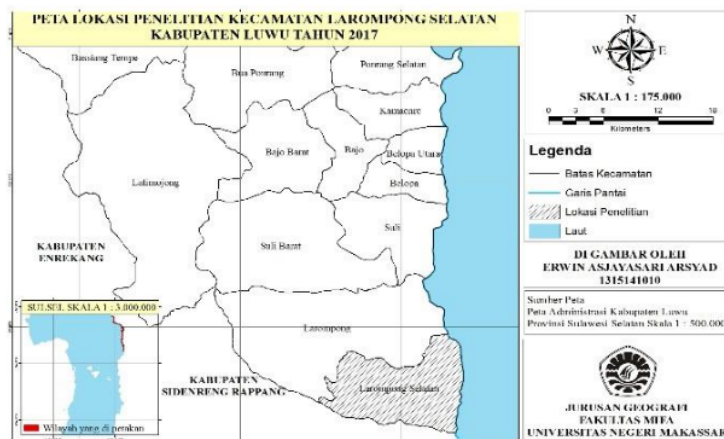 PETA LOKASI PENELITIAN KECAMATAN LAROMPONG SELATAN
KABUPATEN LUWU TAHUN 2017
Bassiang Tempe
Bua Ponrang
Ponrang Selatan
Kamanre
Bajo Barat
Bajo
Belopa Utara
Latimojong
Belopa
Suli
Suli Barat
KABUPATEN
ENREKANG
SULSEL SKALA 1 : 3.000.000
Larompong
KABUPATEN
SIDENRENG RAPPANG
Larompong Selatan
Wilayah yang di petakan
N
W
E
S
SKALA 1 : 175.000
0 3 6 12 18
Kilometers
Legenda
Batas Kecamatan
Garis Pantai
Lokasi Penelitian
Laut
DI GAMBAR OLEH
ERWIN ASJAYASARI ARSYAD
1315141010
Sumber Peta
Peta Administrasi Kabupaten Luwu
Provinsi Sulawesi Selatan Skala 1 : 500.000
JURUSAN GEOGRAFI
FAKULTAS MIPA
UNIVERSITAS NEGERI MAKASSAR